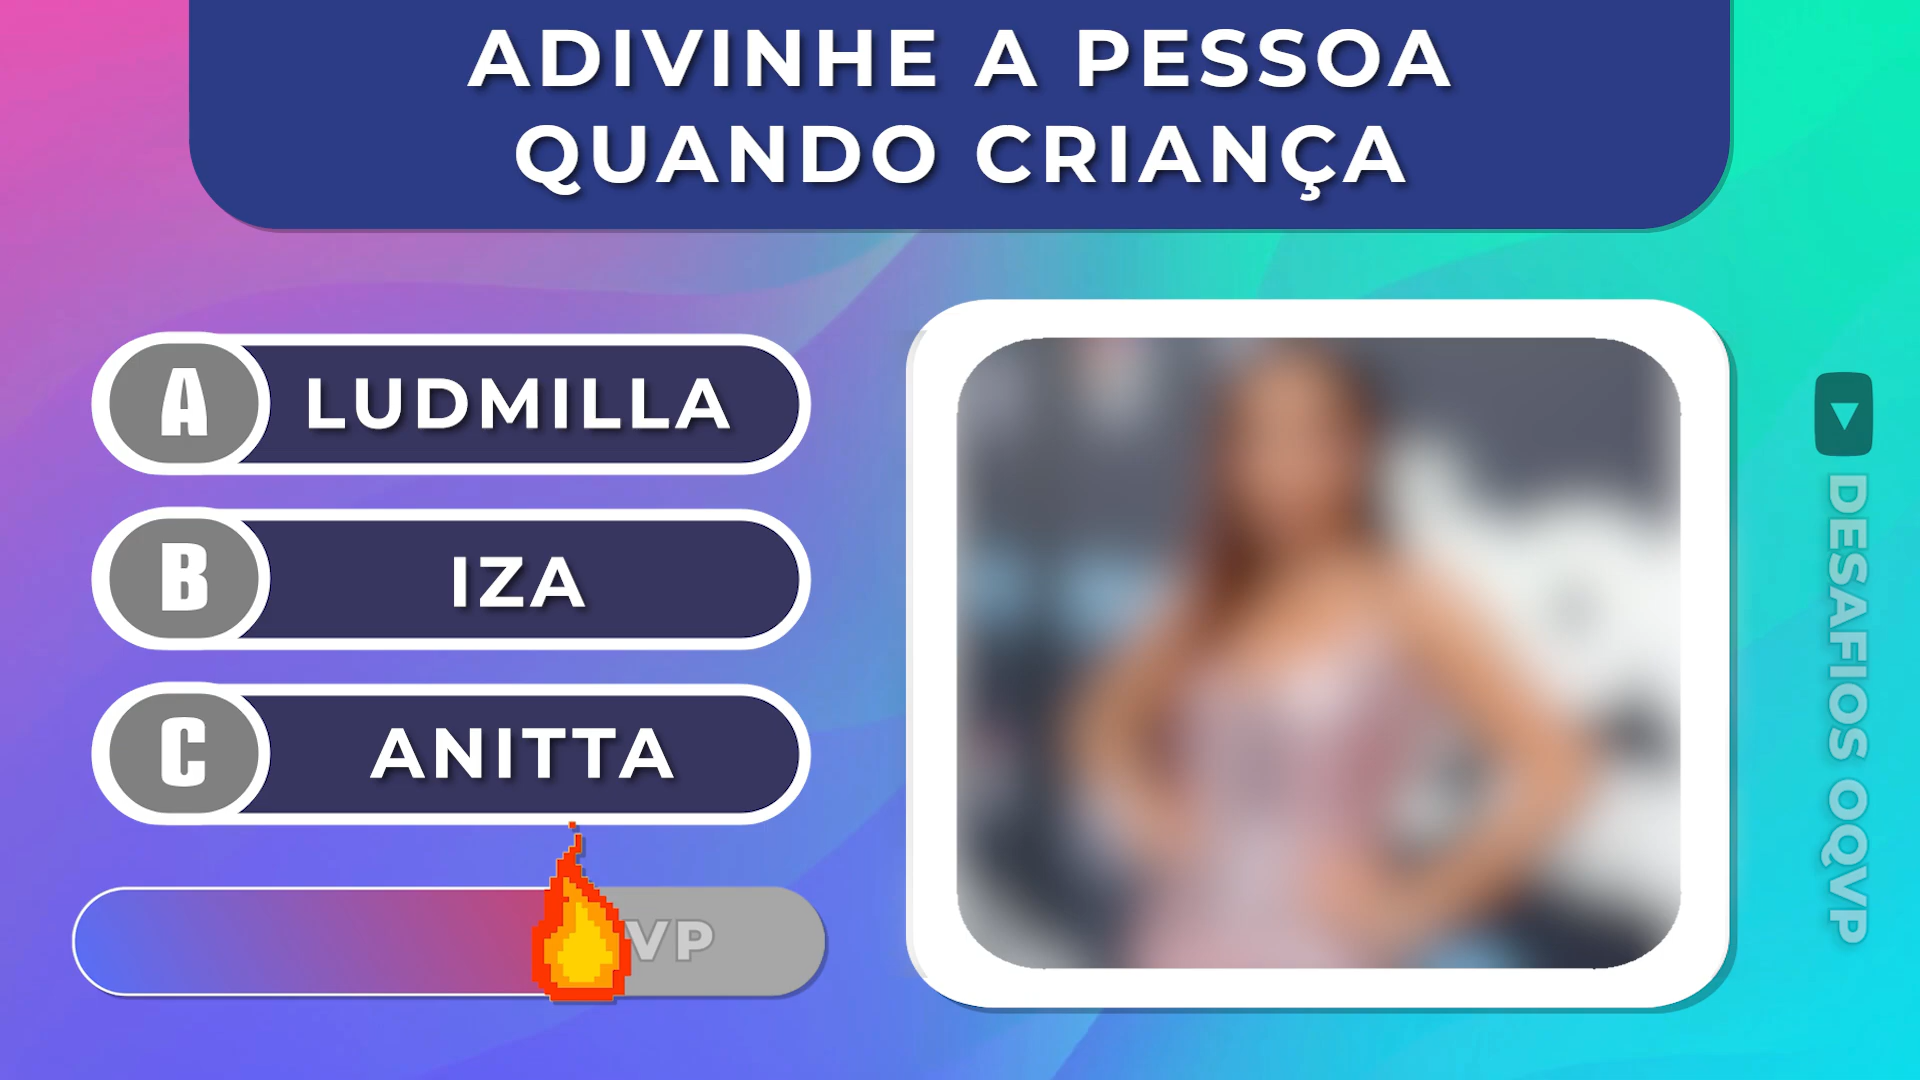 ADIVINHE A PESSOA
QUANDO CRIANÇA
A LUDMILLA
B IZA
C ANITTA
VP
DESAFIOS OQVP